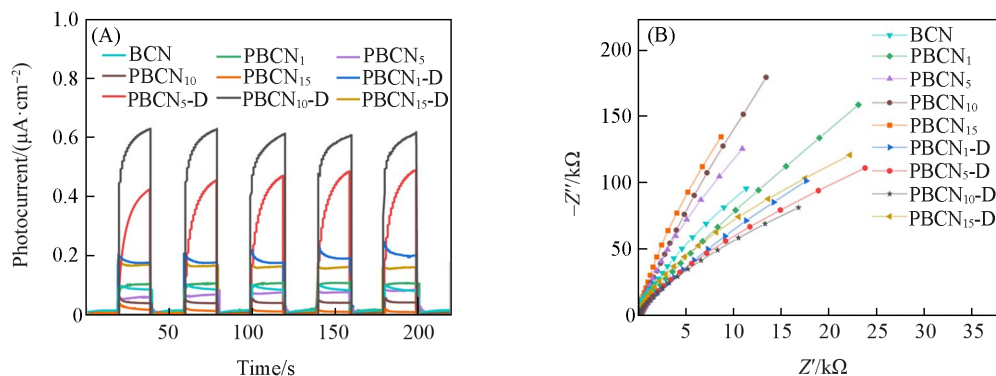 (A)
BCN PBCN₁ PBCN₅
PBCN₁₀ PBCN₁₅ PBCN₁-D
PBCN₅-D PBCN₁₀-D PBCN₁₅-D
Photocurrent/(μA·cm⁻²)
1.0
0.8
0.6
0.4
0.2
0
50 100 150 200
Time/s
(B)
BCN
PBCN₁
PBCN₅
PBCN₁₀
PBCN₁₅
PBCN₁-D
PBCN₅-D
PBCN₁₀-D
PBCN₁₅-D
−Z″/kΩ
−200
150
100
50
0
5 10 15 20 25 30 35
Z′/kΩ